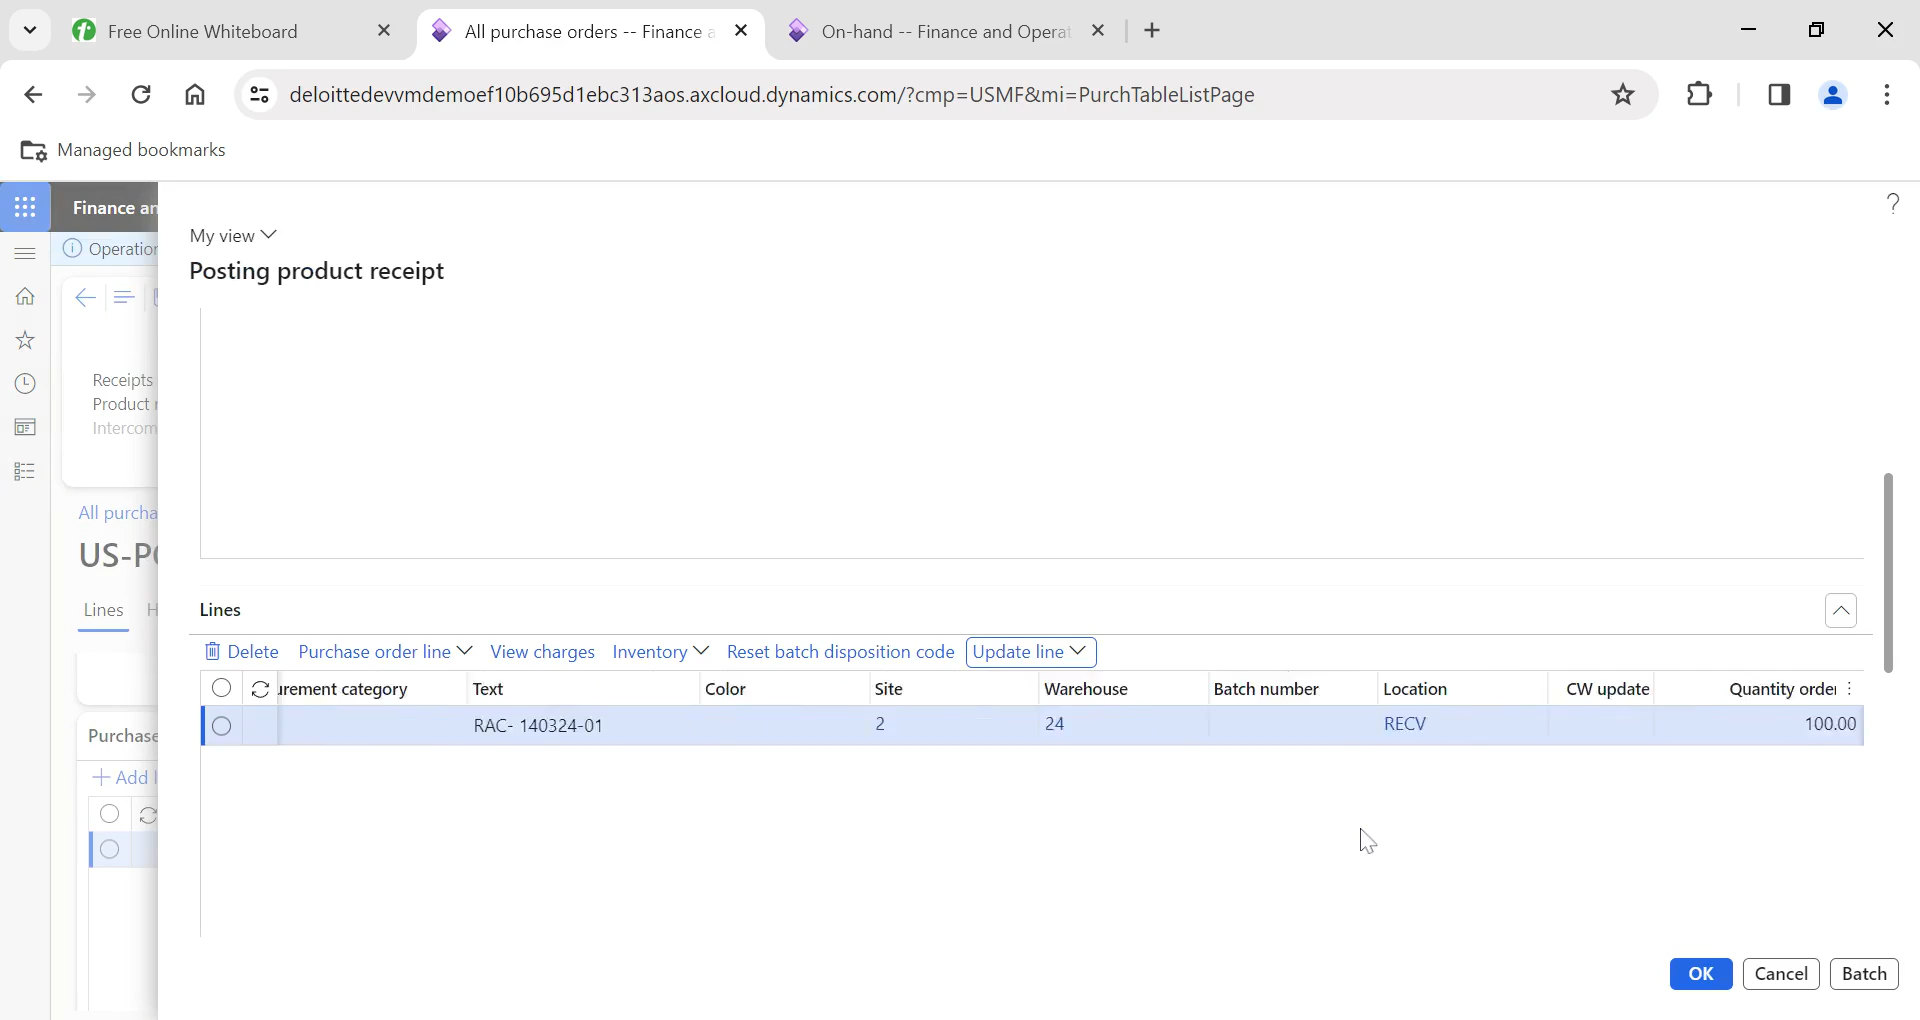 Free Online Whiteboard
All purchase orders -- Finance a
On-hand -- Finance and Operat
deloittedevvmdemoef10b695d1ebc313aos.axcloud.dynamics.com/?cmp=USMF&mi=PurchTableListPage
Managed bookmarks
Finance an
Operation
My view
Posting product receipt
Receipts
Product r
Intercom
All purcha
US-PO
Lines H
Lines
Delete Purchase order line View charges Inventory Reset batch disposition code Update line
urement category Text Color Site Warehouse Batch number Location CW update Quantity order
RAC- 140324-01 2 24 RECV 100.00
Purchase
Add l
OK Cancel Batch